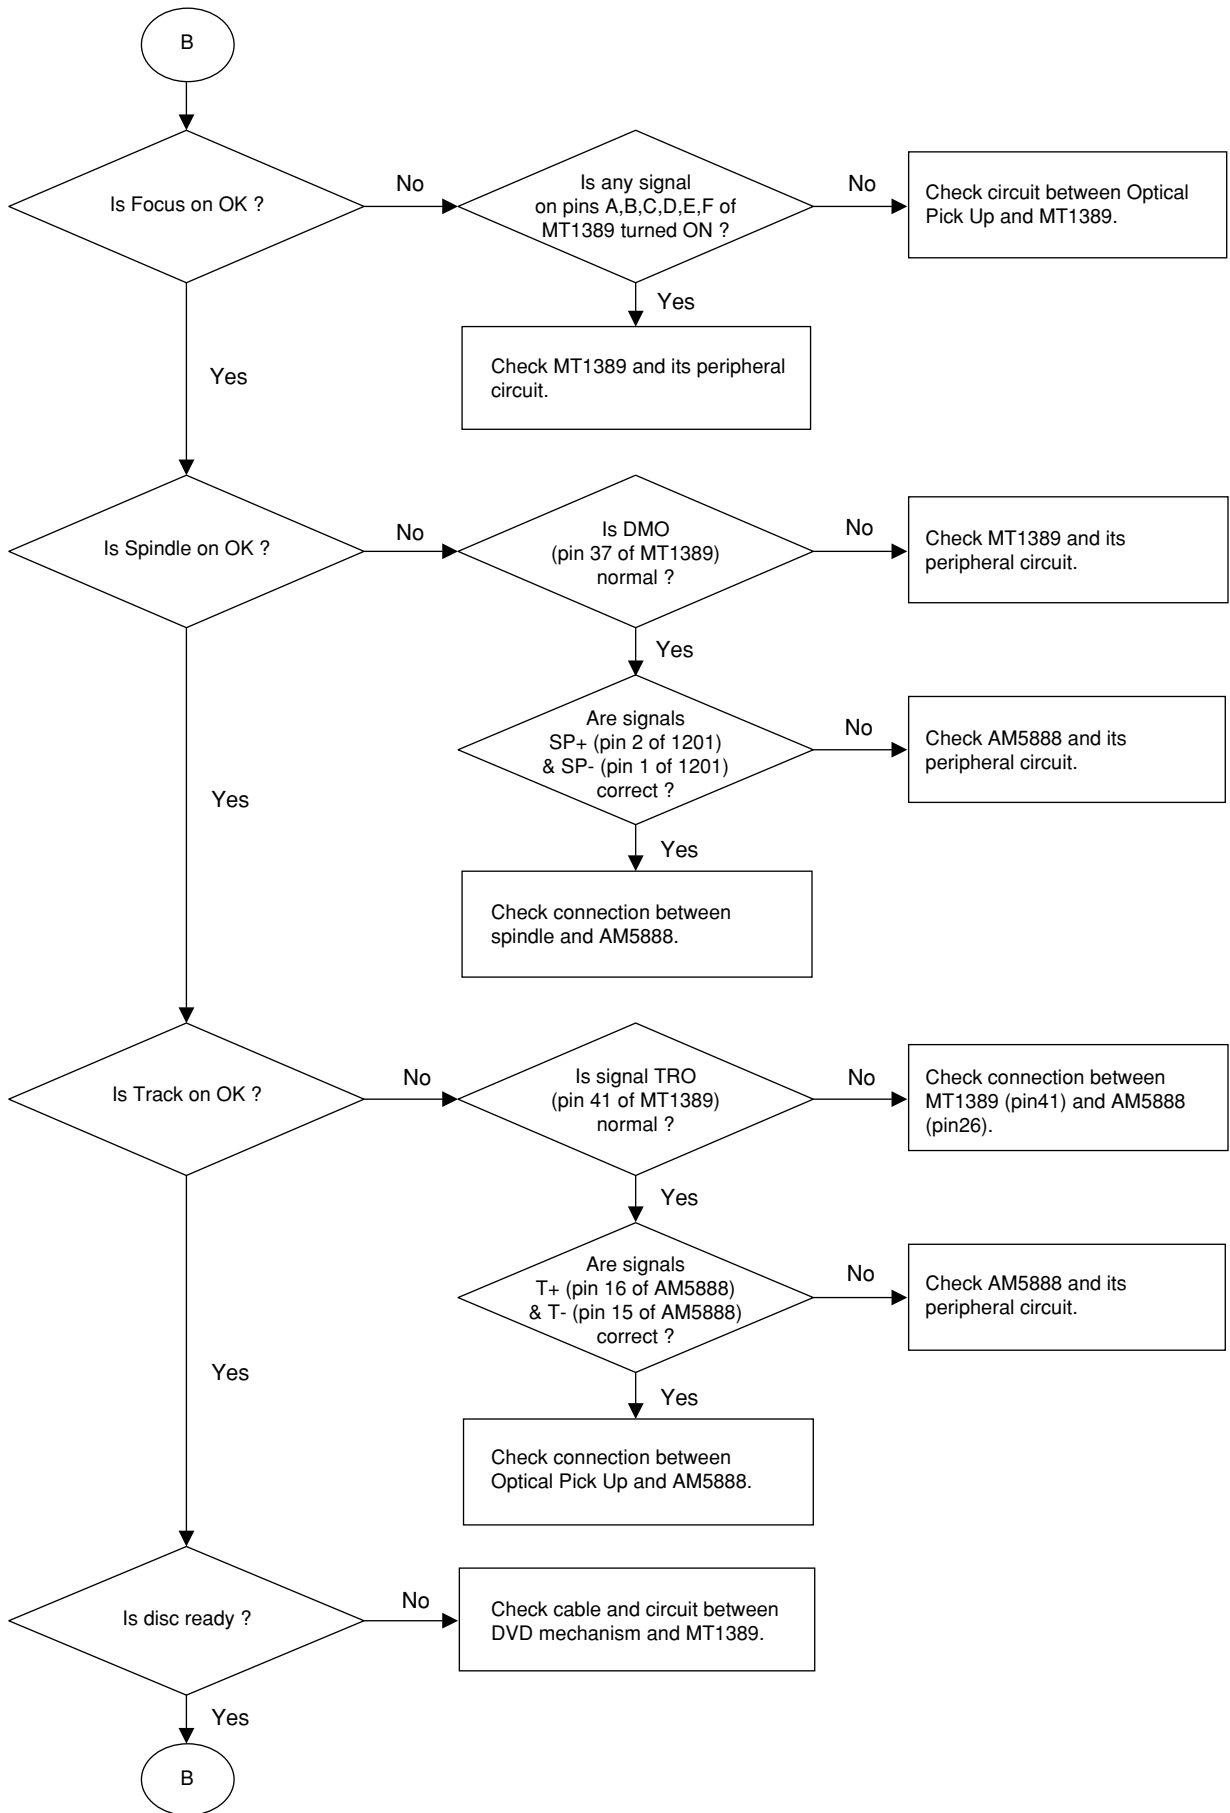 B
Is Focus on OK ?
No
Is any signal
on pins A,B,C,D,E,F of
MT1389 turned ON ?
No
Check circuit between Optical
Pick Up and MT1389.
Yes
Check MT1389 and its peripheral
circuit.
Yes
Is Spindle on OK ?
No
Is DMO
(pin 37 of MT1389)
normal ?
No
Check MT1389 and its
peripheral circuit.
Yes
Are signals
SP+ (pin 2 of 1201)
& SP- (pin 1 of 1201)
correct ?
No
Check AM5888 and its
peripheral circuit.
Yes
Yes
Check connection between
spindle and AM5888.
Is Track on OK ?
No
Is signal TRO
(pin 41 of MT1389)
normal ?
No
Check connection between
MT1389 (pin41) and AM5888
(pin26).
Yes
Are signals
T+ (pin 16 of AM5888)
& T- (pin 15 of AM5888)
correct ?
No
Check AM5888 and its
peripheral circuit.
Yes
Yes
Check connection between
Optical Pick Up and AM5888.
Is disc ready ?
No
Check cable and circuit between
DVD mechanism and MT1389.
Yes
B